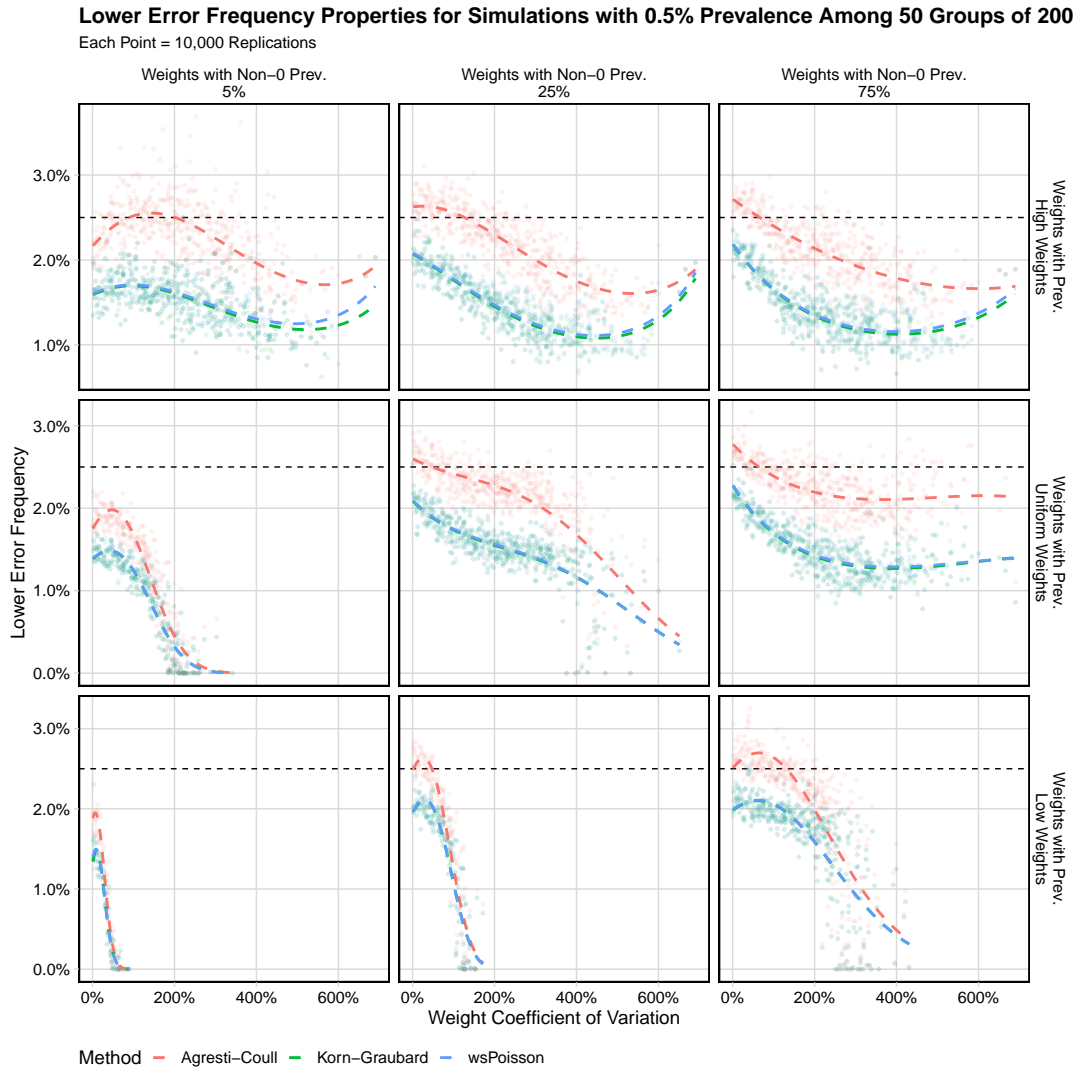 Lower Error Frequency Properties for Simulations with 0.5% Prevalence Among 50 Groups of 200
Each Point = 10,000 Replications
Weights with Non−0 Prev.
5%
Weights with Non−0 Prev.
25%
Weights with Non−0 Prev.
75%
3.0%
2.0%
1.0%
Weights with Prev.
High Weights
3.0%
2.0%
1.0%
0.0%
Weights with Prev.
Uniform Weights
3.0%
2.0%
1.0%
0.0%
Weights with Prev.
Low Weights
Lower Error Frequency
0%
200%
400%
600%
0%
200%
400%
600%
0%
200%
400%
600%
Weight Coefficient of Variation
Method
Agresti−Coull
Korn−Graubard
wsPoisson